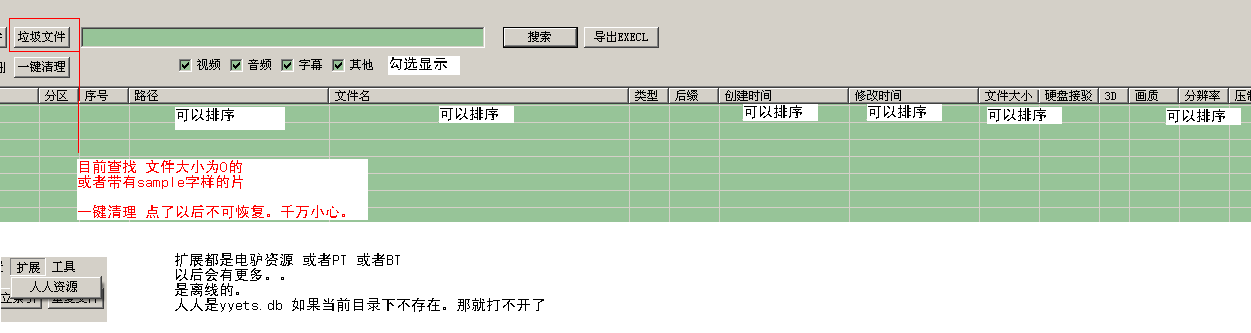 垃圾文件 搜索 导出EXECL
一键清理 视频 音频 字幕 其他 勾选显示
分区 序号 路径 文件名 类型 后缀 创建时间 修改时间 文件大小 硬盘接驳 3D 画质 分辨率
可以排序 可以排序 可以排序 可以排序 可以排序 可以排序
目前查找 文件大小为0的
或者带有sample字样的片
一键清理 点了以后不可恢复。千万小心。
扩展都是电驴资源 或者PT 或者BT
以后会有更多。。
是离线的。
人人是yyets.db 如果当前目录下不存在。那就打不开了
扩展 工具
人人资源